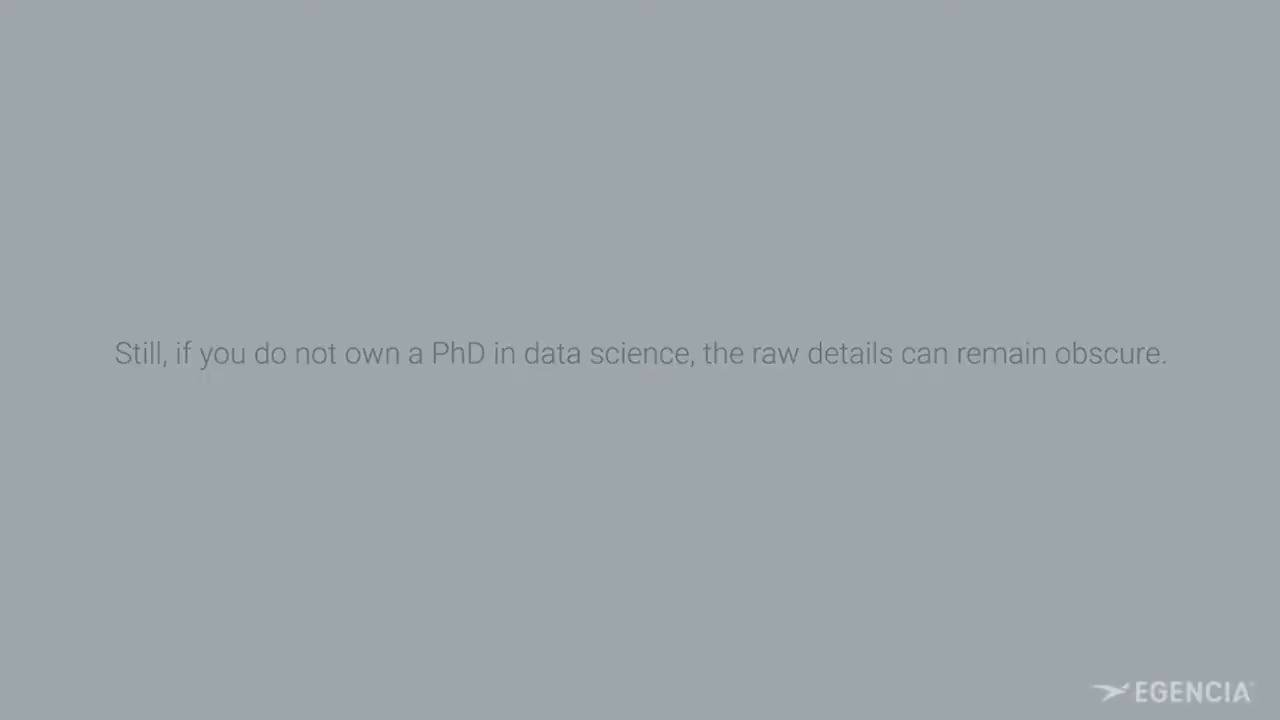 Still, if you do not own a PhD in data science, the raw details can remain obscure.
EGENCIA